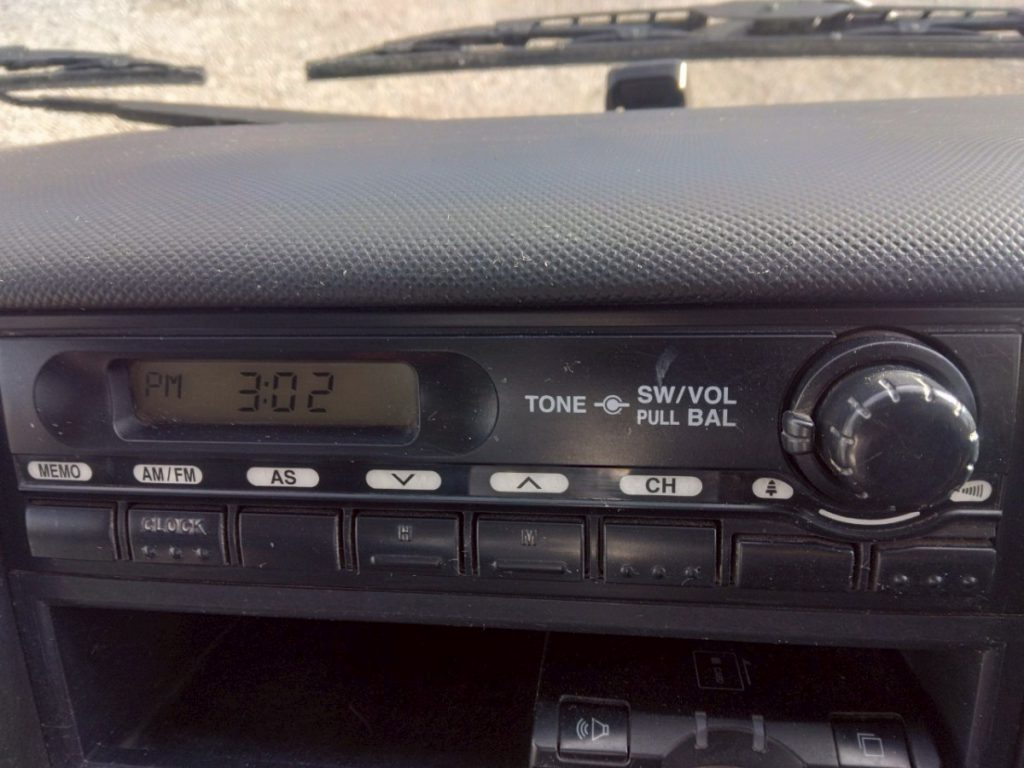 PM 3:02
TONE SW/VOL
PULL BAL
MEMO AM/FM AS CH
CLOCK H M